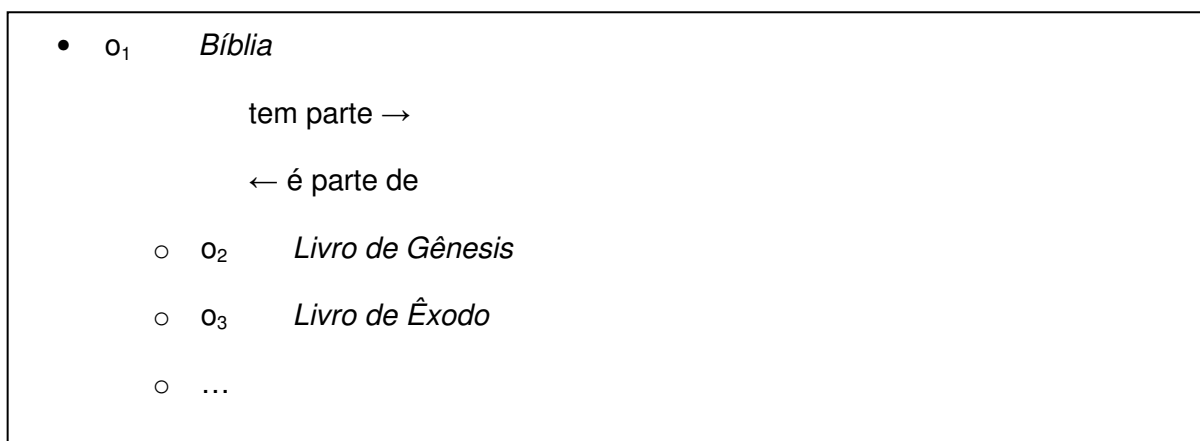 • o₁ Bíblia
tem parte →
← é parte de
○ o₂ Livro de Gênesis
○ o₃ Livro de Êxodo
○ …